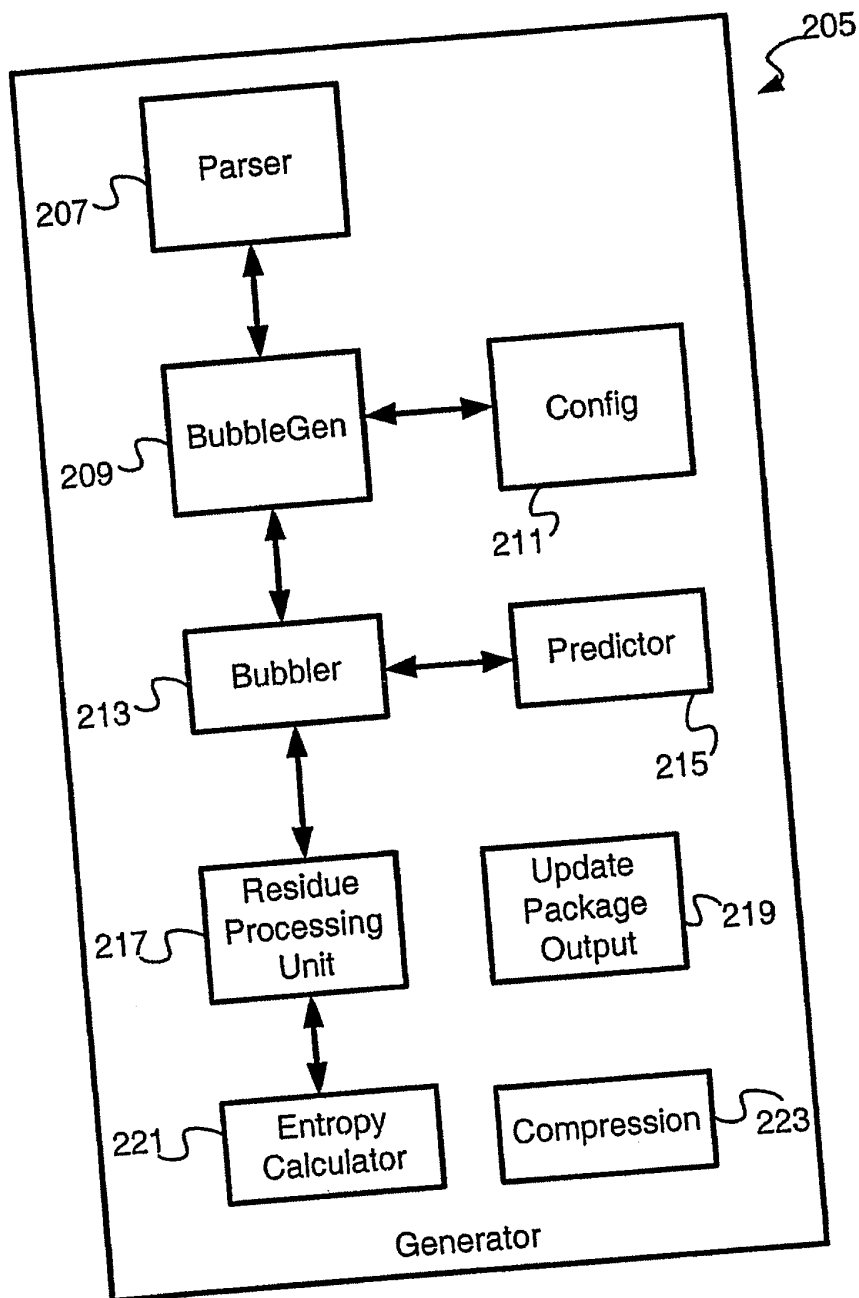 205
Parser
207
BubbleGen
Config
209
211
Bubbler
Predictor
213
215
Residue
Processing
Unit
217
Update
Package
Output
219
Entropy
Calculator
221
Compression
223
Generator